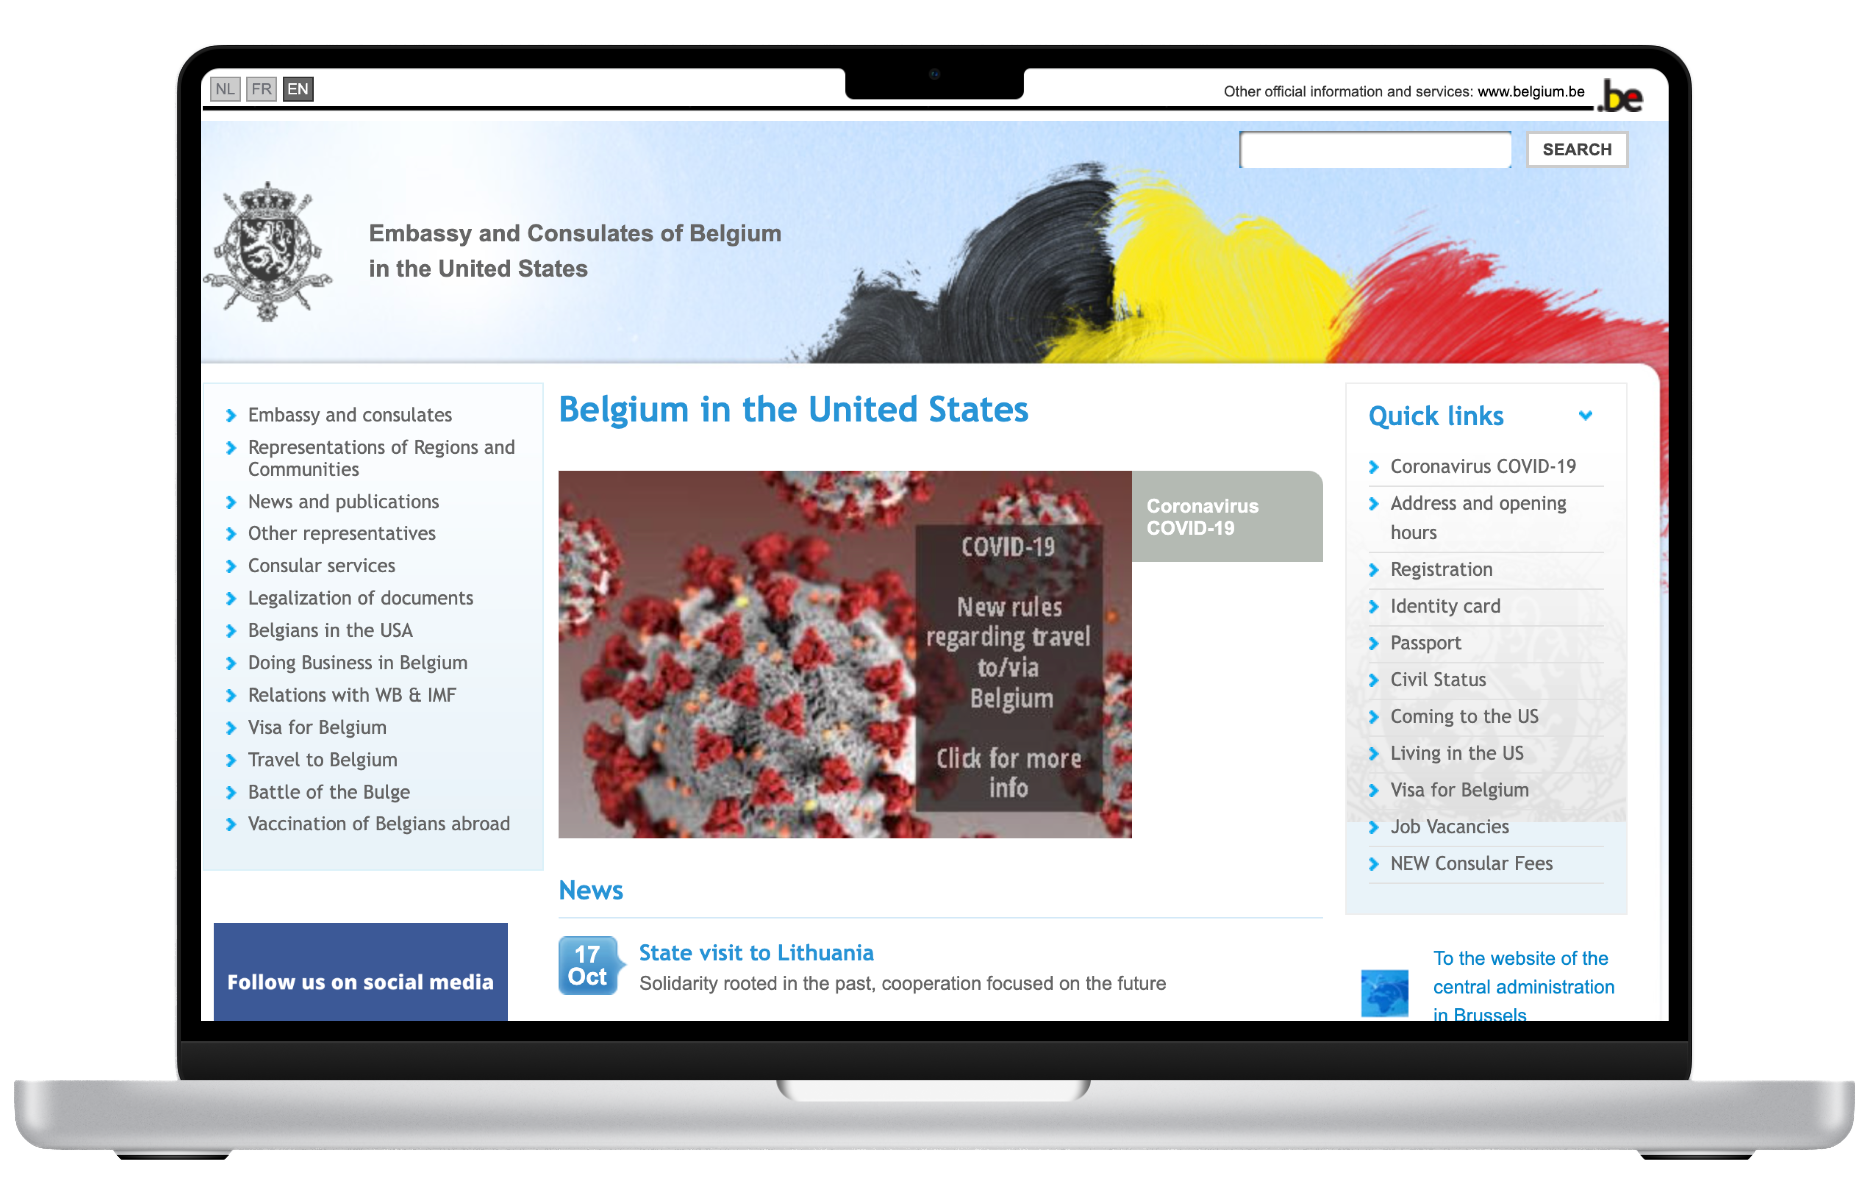 NL FR EN
Other official information and services: www.belgium.be
.be
SEARCH
Embassy and Consulates of Belgium
in the United States
Embassy and consulates
Representations of Regions and
Communities
News and publications
Other representatives
Consular services
Legalization of documents
Belgians in the USA
Doing Business in Belgium
Relations with WB & IMF
Visa for Belgium
Travel to Belgium
Battle of the Bulge
Vaccination of Belgians abroad
Follow us on social media
Belgium in the United States
COVID-19
New rules
regarding travel
to/via
Belgium
Click for more
info
Coronavirus
COVID-19
News
17
Oct
State visit to Lithuania
Solidarity rooted in the past, cooperation focused on the future
Quick links
Coronavirus COVID-19
Address and opening
hours
Registration
Identity card
Passport
Civil Status
Coming to the US
Living in the US
Visa for Belgium
Job Vacancies
NEW Consular Fees
To the website of the
central administration
in Brussels